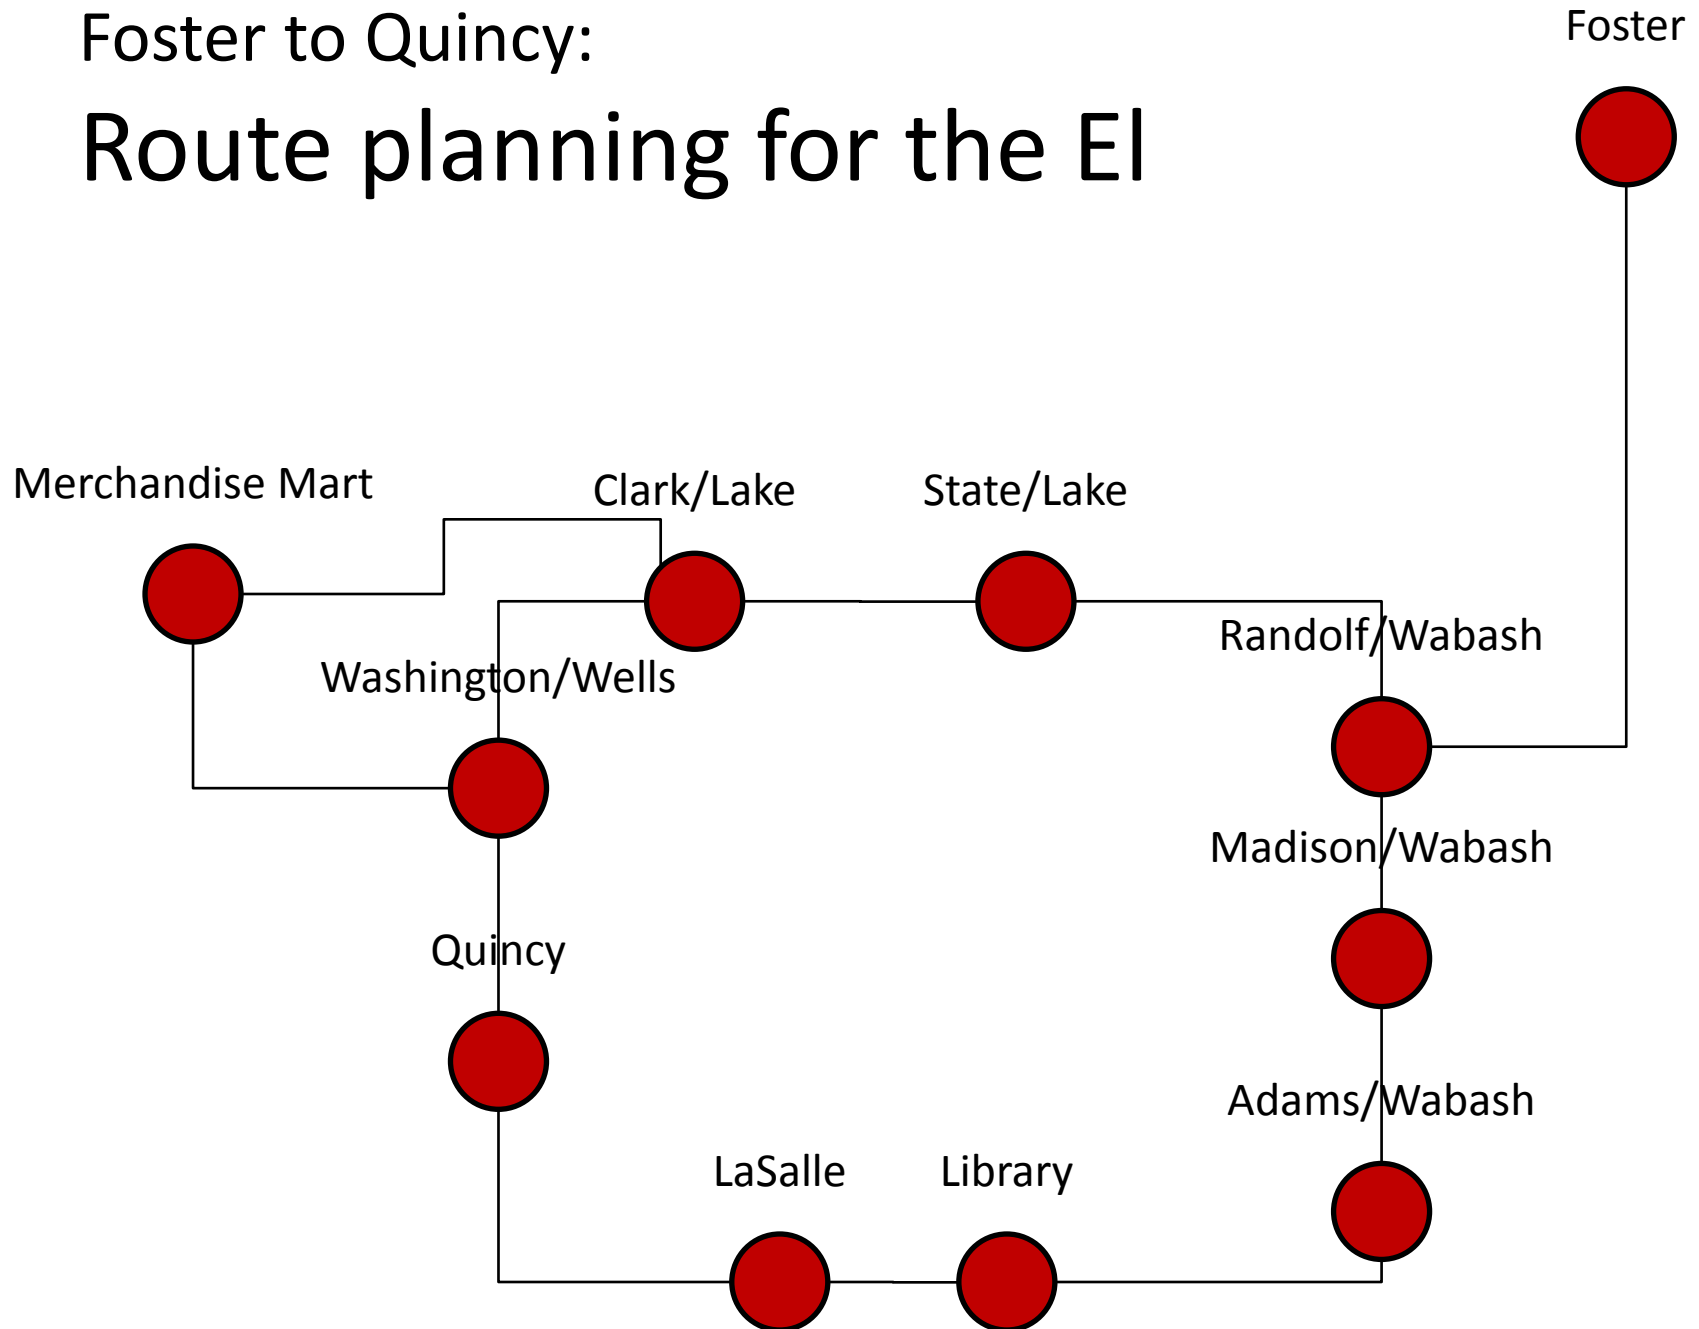 Foster to Quincy:
Route planning for the El
Foster
Merchandise Mart
Clark/Lake
State/Lake
Randolf/Wabash
Washington/Wells
Madison/Wabash
Quincy
Adams/Wabash
LaSalle
Library